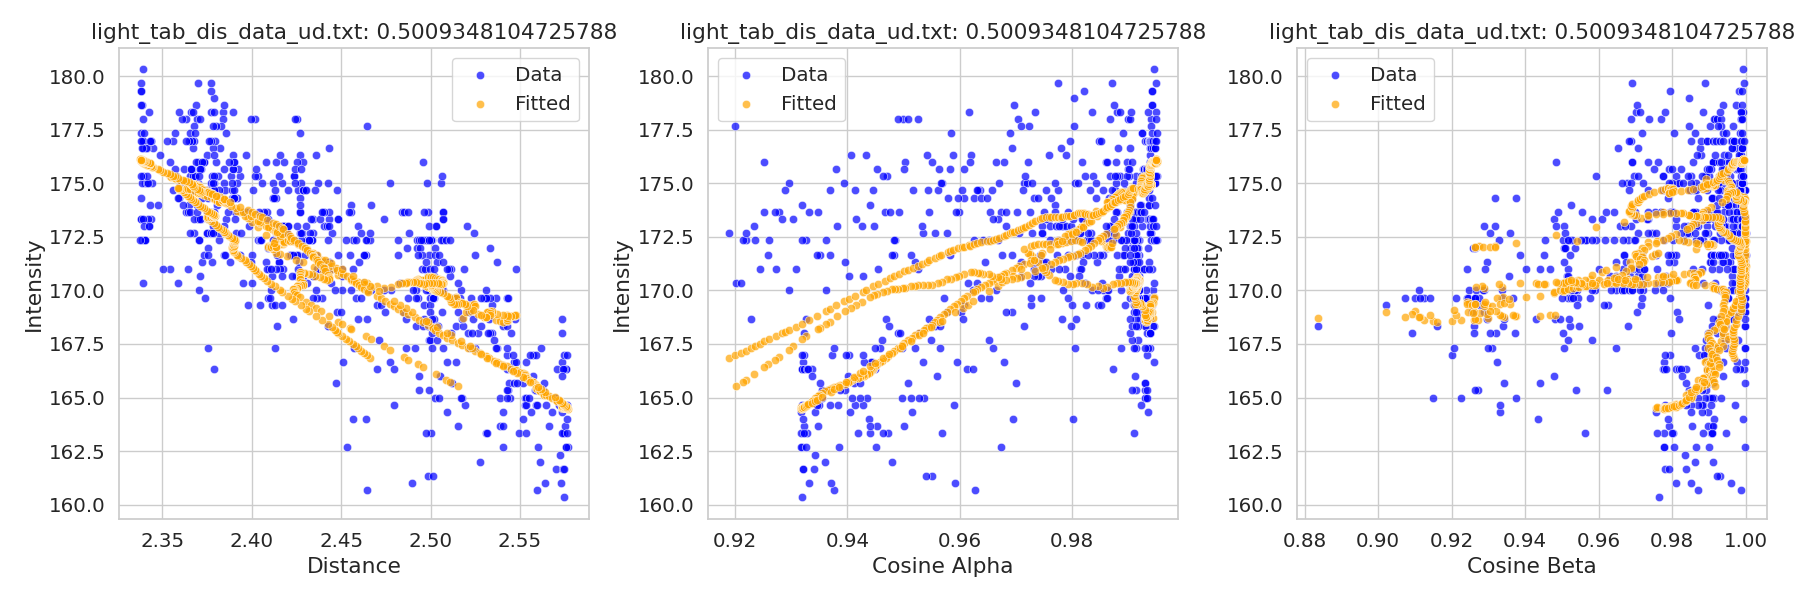 light_tab_dis_data_ud.txt: 0.5009348104725788
Data
Fitted
180.0
177.5
175.0
172.5
170.0
167.5
165.0
162.5
160.0
Intensity
2.35 2.40 2.45 2.50 2.55
Distance
light_tab_dis_data_ud.txt: 0.5009348104725788
Data
Fitted
180.0
177.5
175.0
172.5
170.0
167.5
165.0
162.5
160.0
Intensity
0.92 0.94 0.96 0.98
Cosine Alpha
light_tab_dis_data_ud.txt: 0.5009348104725788
Data
Fitted
180.0
177.5
175.0
172.5
170.0
167.5
165.0
162.5
160.0
Intensity
0.88 0.90 0.92 0.94 0.96 0.98 1.00
Cosine Beta